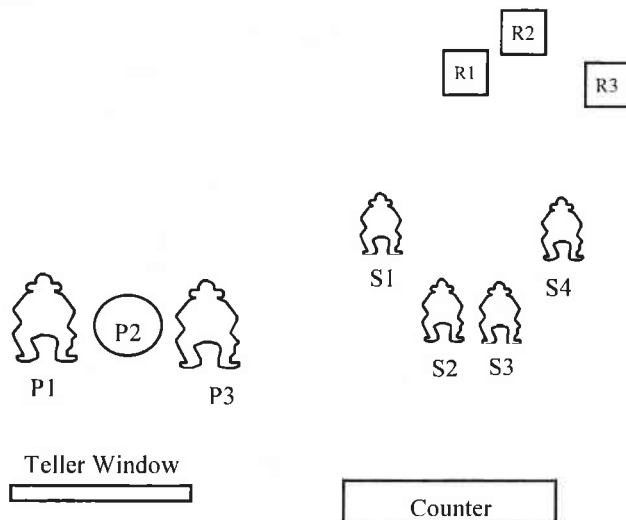 R2
R1
R3
S1
S4
P2
S2
S3
P1
P3
Teller Window
Counter